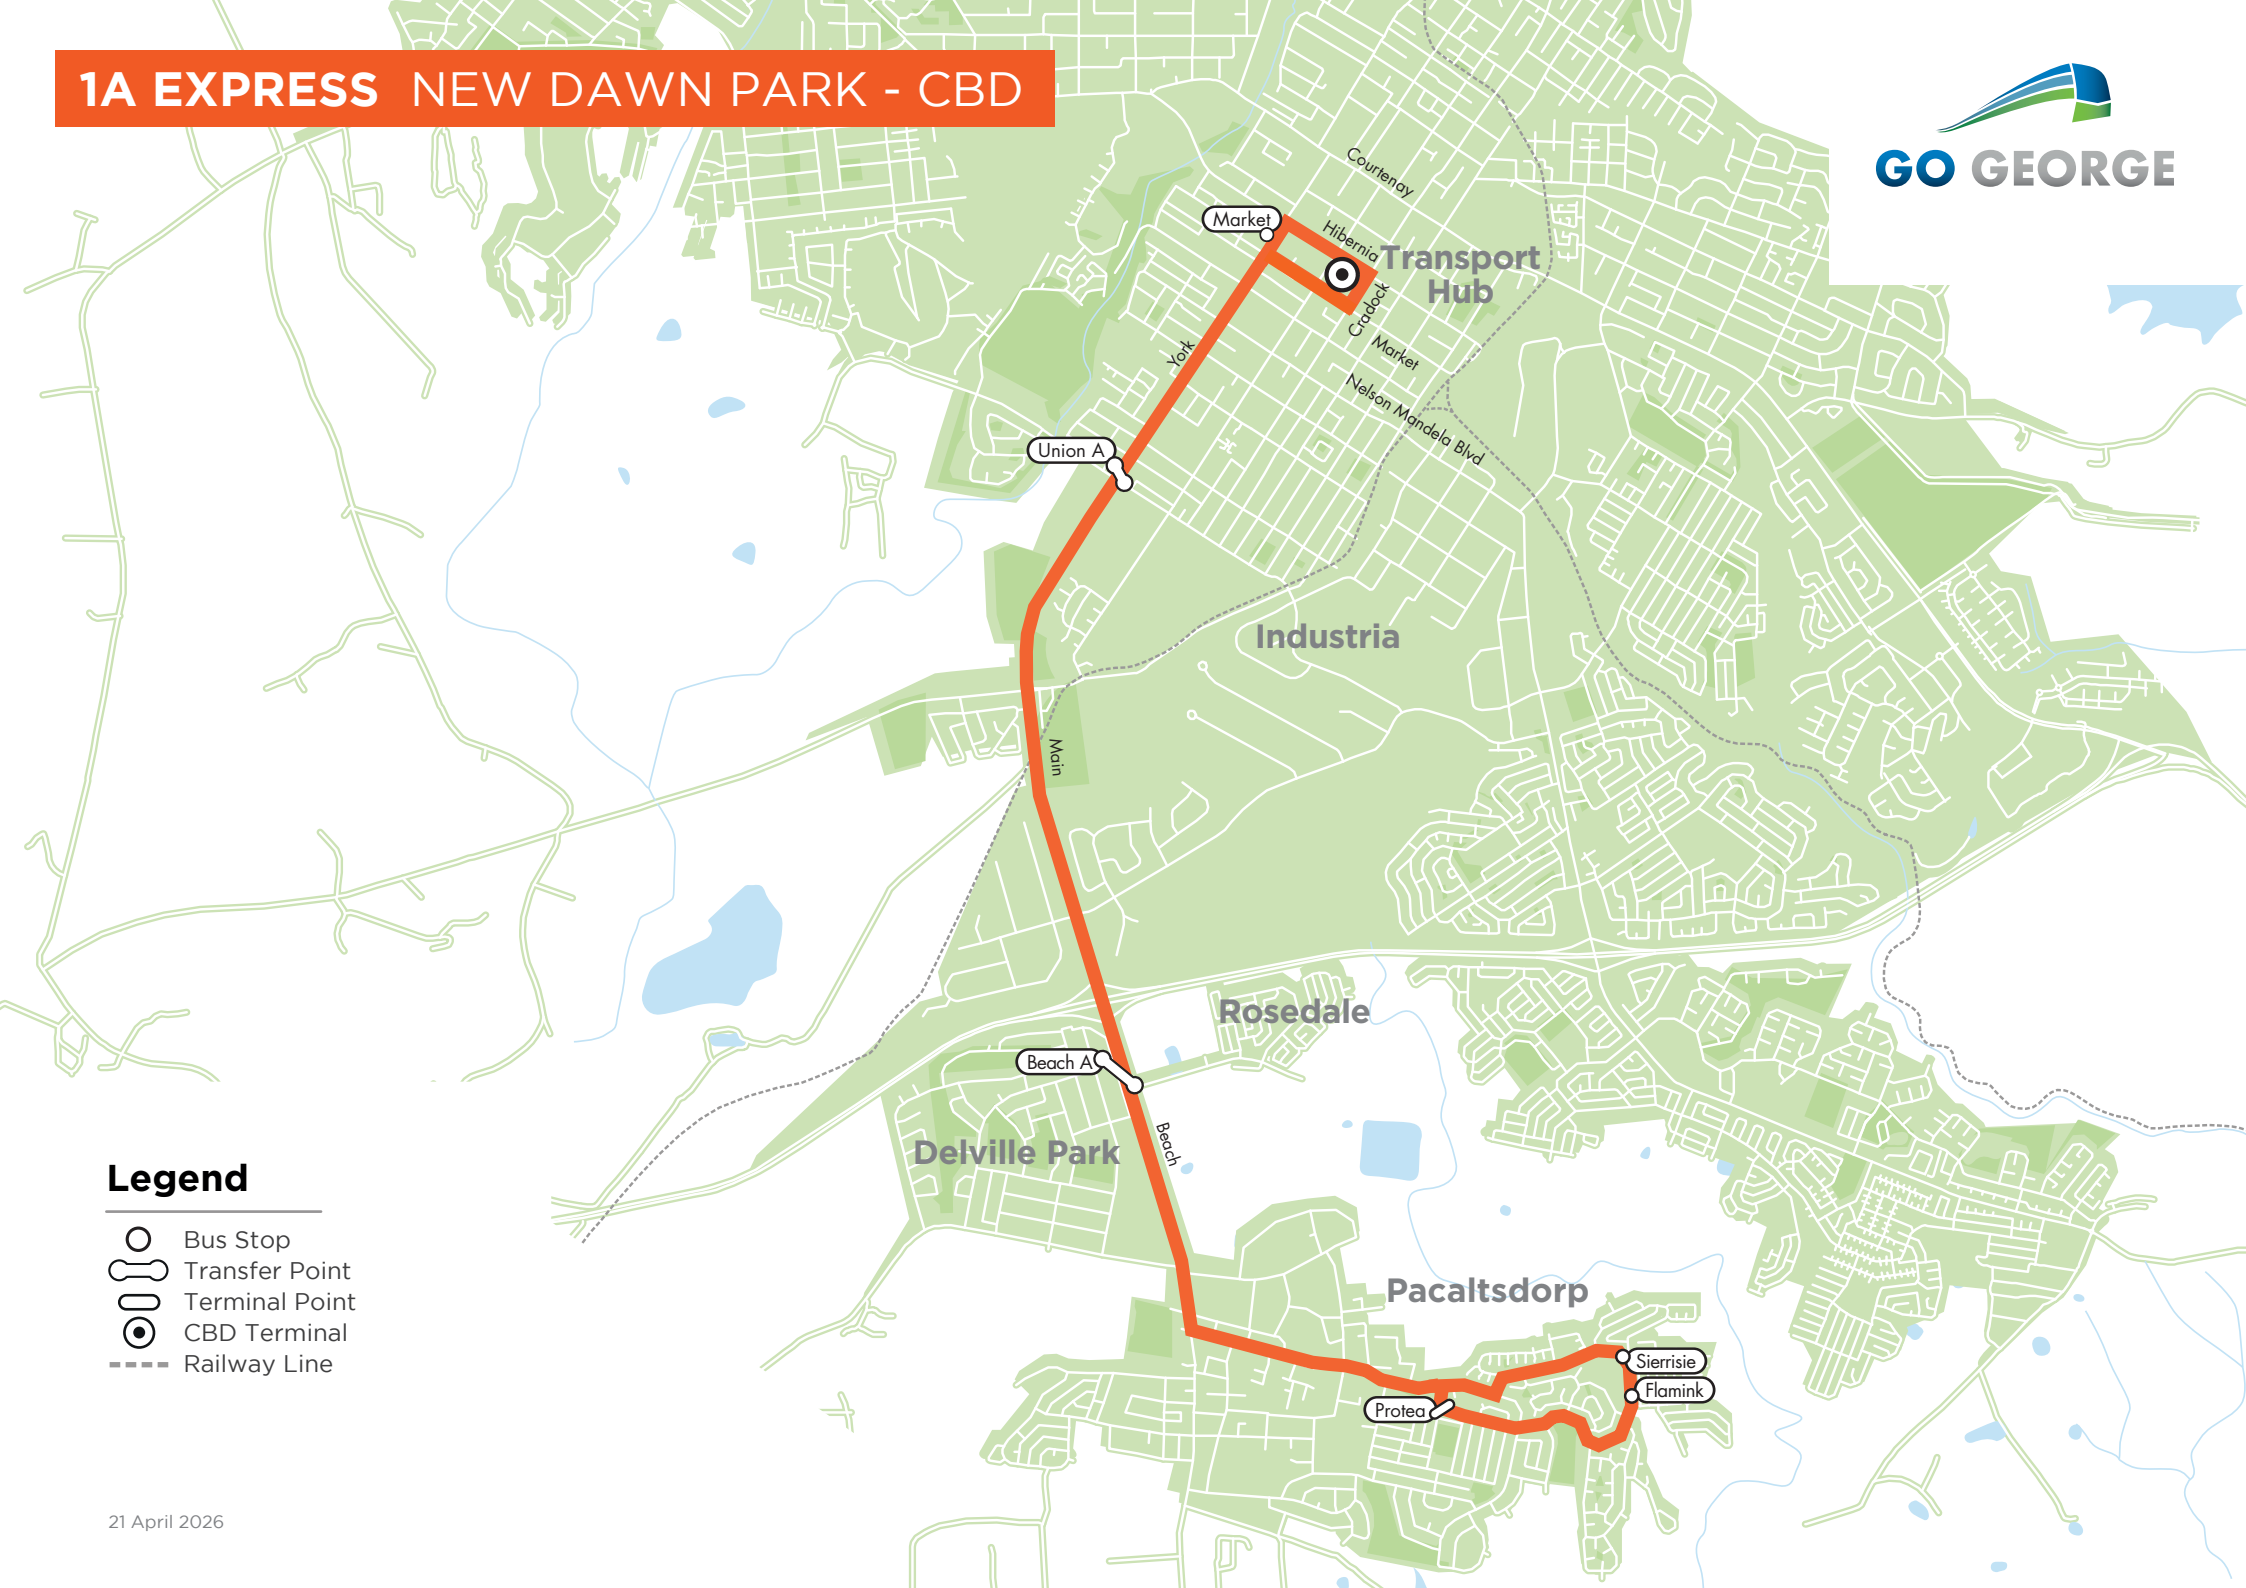 1A EXPRESS NEW DAWN PARK - CBD
GO GEORGE
Courtenay
Market
Hibernia
Transport
Hub
Cradock
York
Market
Nelson Mandela Blvd
Union A
Industria
Main
Rosedale
Beach A
Beach
Delville Park
Pacaltsdorp
Sierrisie
Flamink
Protea
Legend
Bus Stop
Transfer Point
Terminal Point
CBD Terminal
Railway Line
21 April 2026